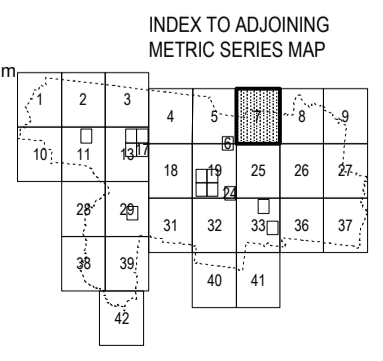 INDEX TO ADJOINING
METRIC SERIES MAP
m
1 2 3
4 5 7 8 9
10 11 13 17 6
18 19 25 26 27
24
28 29 31 32 33 36 37
38 39
40 41
42